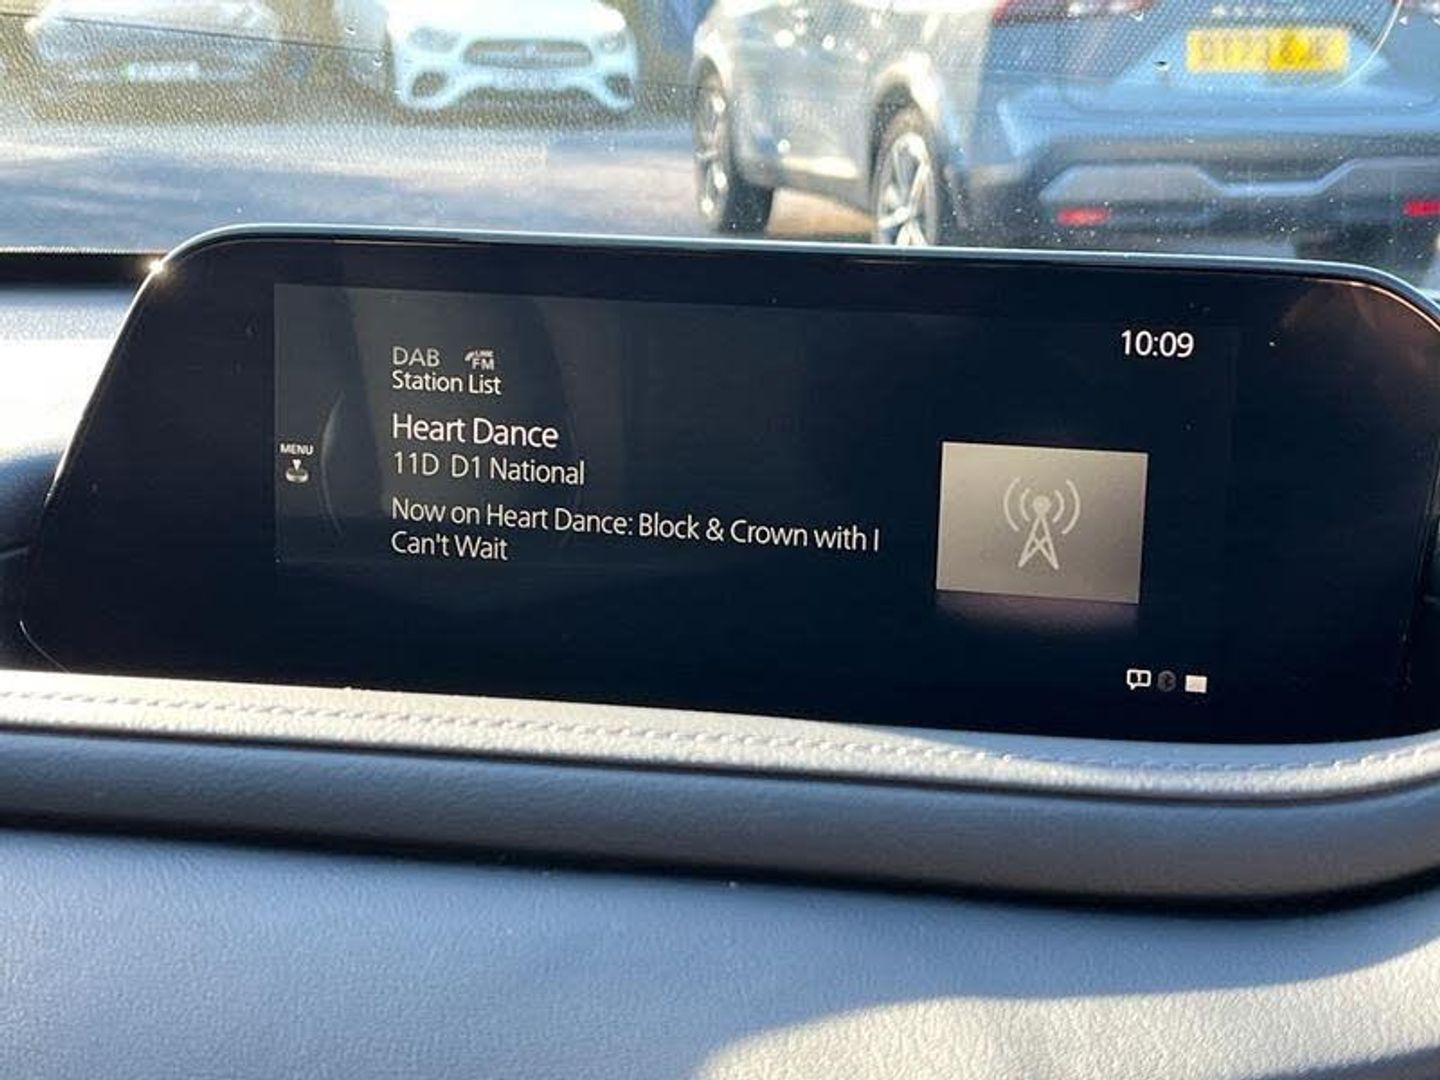 10:09
DAB LINK FM
Station List
Heart Dance
MENU
11D D1 National
Now on Heart Dance: Block & Crown with I
Can't Wait